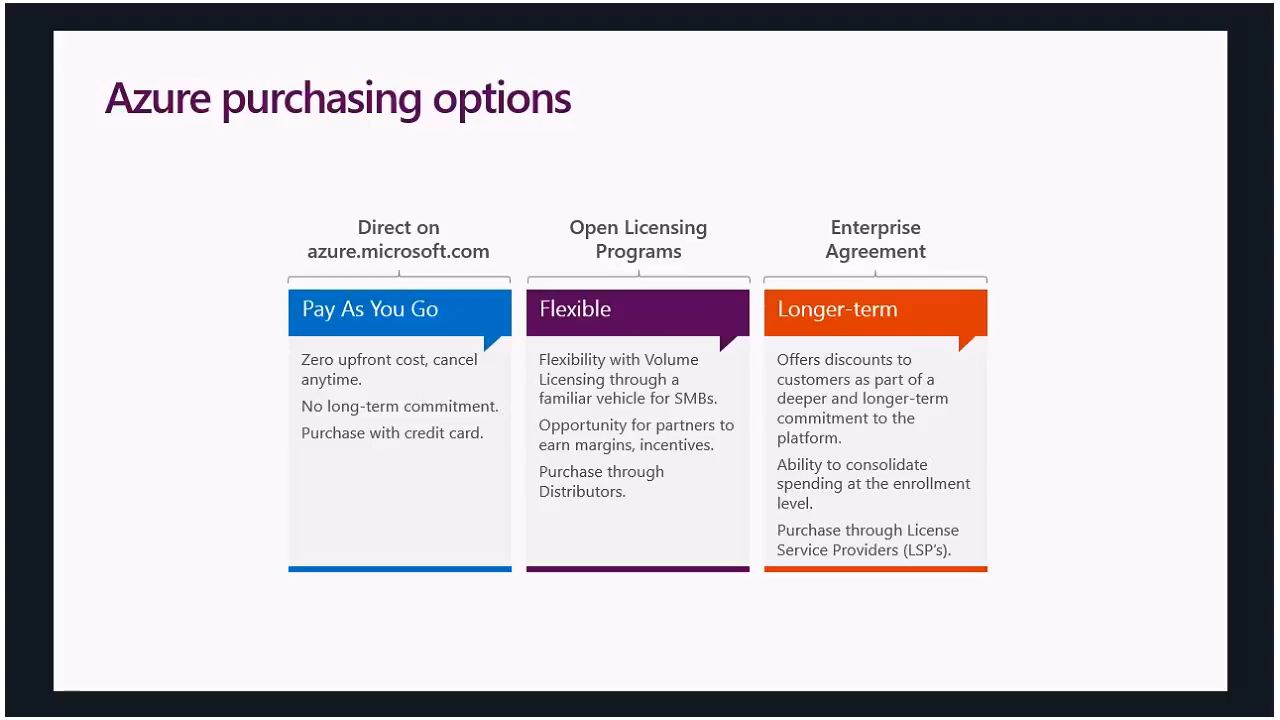 Azure purchasing options
Direct on
azure.microsoft.com
Pay As You Go
Zero upfront cost, cancel
anytime.
No long-term commitment.
Purchase with credit card.
Open Licensing
Programs
Flexible
Flexibility with Volume
Licensing through a
familiar vehicle for SMBs.
Opportunity for partners to
earn margins, incentives.
Purchase through
Distributors.
Enterprise
Agreement
Longer-term
Offers discounts to
customers as part of a
deeper and longer-term
commitment to the
platform.
Ability to consolidate
spending at the enrollment
level.
Purchase through License
Service Providers (LSP's).